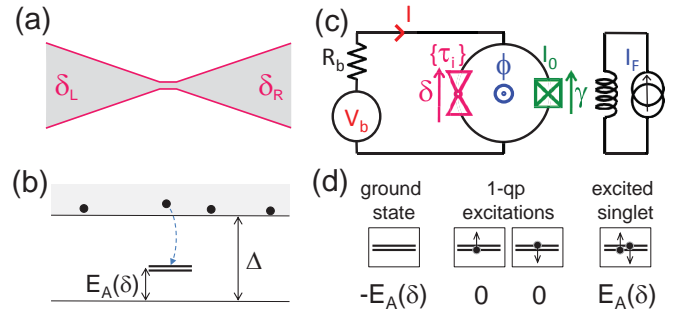 (a)
δL
δR
(b)
EA(δ)
Δ
(c)
I
Rb
{τi}
I0
δ
ϕ
γ
Vb
IF
(d)
ground
state
1-qp
excitations
excited
singlet
-EA(δ)
0
0
EA(δ)